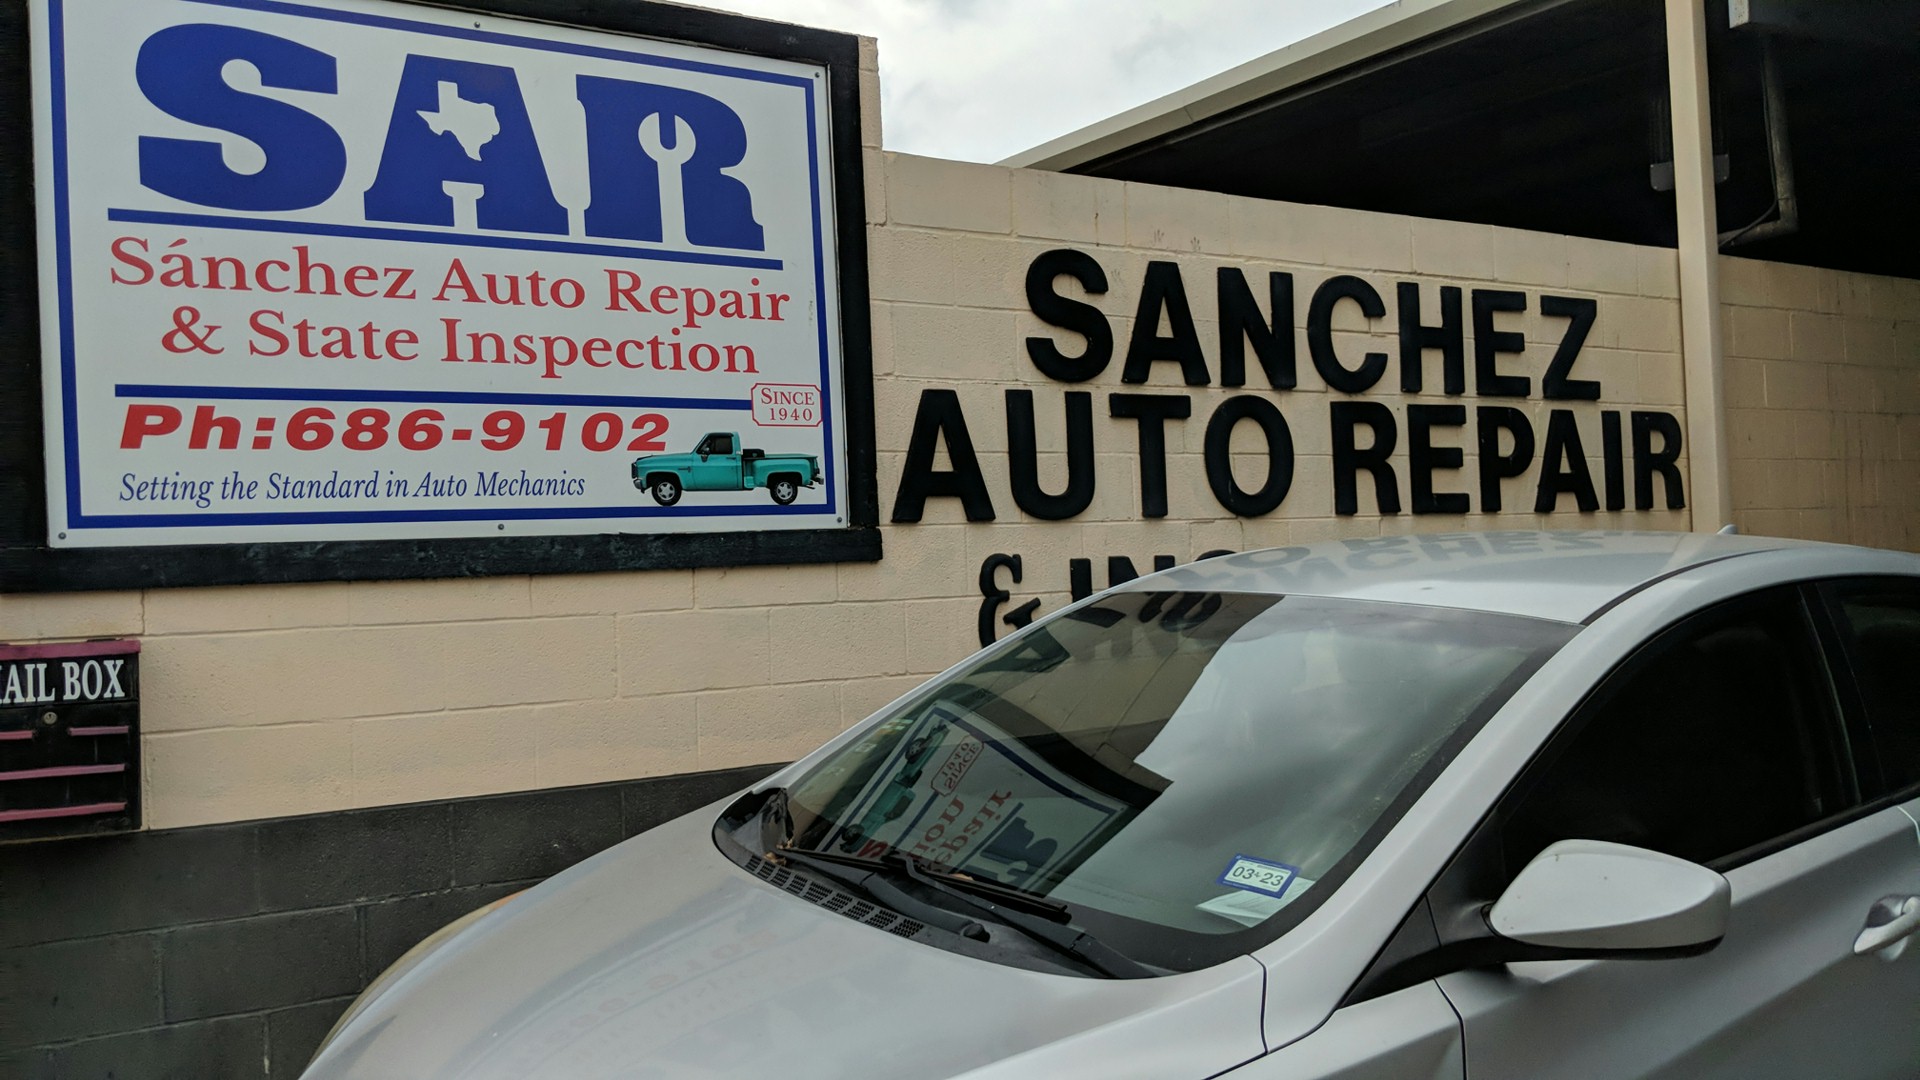 SAR
Sánchez Auto Repair
& State Inspection
SINCE
1940
Ph:686-9102
Setting the Standard in Auto Mechanics
SANCHEZ
AUTO REPAIR
&
MAIL BOX
03 23